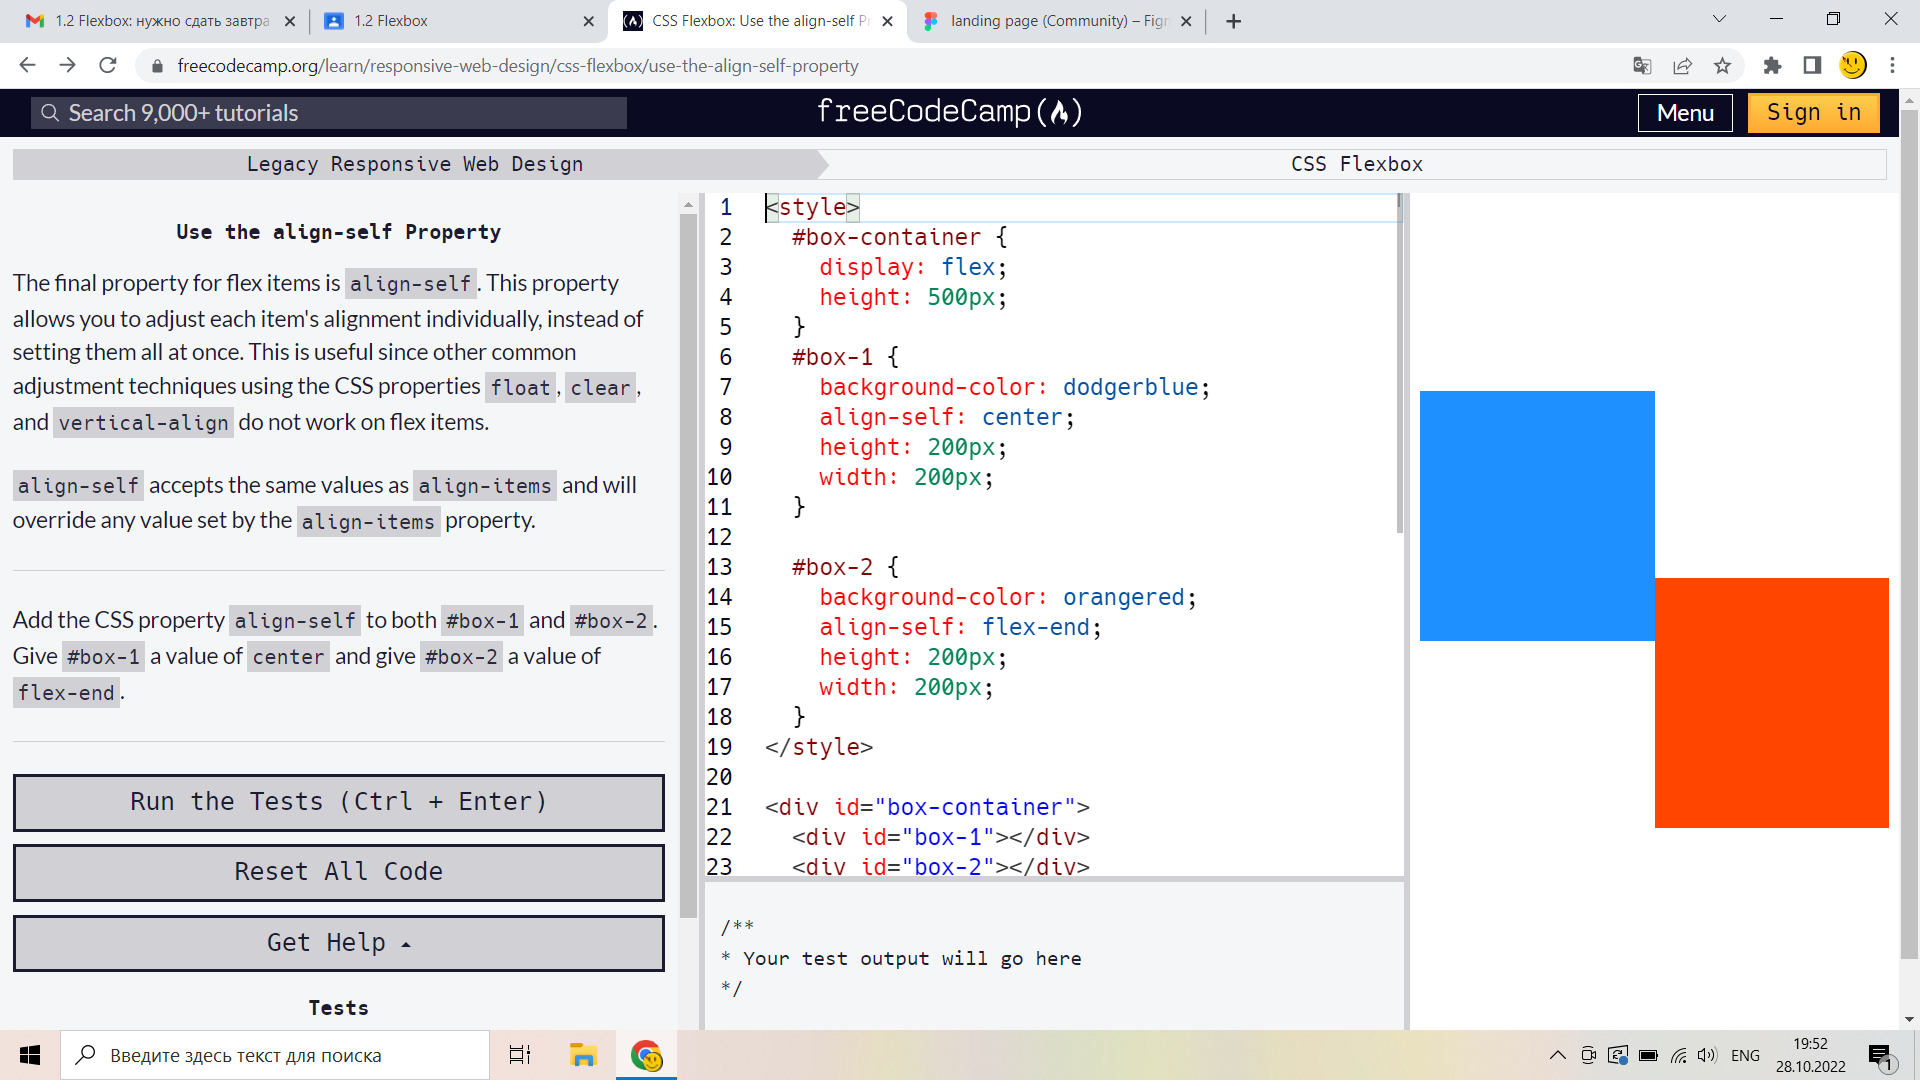 1.2 Flexbox: нужно сдать завтра
1.2 Flexbox
CSS Flexbox: Use the align-self P
landing page (Community) – Fig
freecodecamp.org/learn/responsive-web-design/css-flexbox/use-the-align-self-property
Search 9,000+ tutorials
freeCodeCamp
Menu
Sign in
Legacy Responsive Web Design
CSS Flexbox
Use the align-self Property
The final property for flex items is align-self. This property
allows you to adjust each item's alignment individually, instead of
setting them all at once. This is useful since other common
adjustment techniques using the CSS properties float, clear,
and vertical-align do not work on flex items.
align-self accepts the same values as align-items and will
override any value set by the align-items property.
Add the CSS property align-self to both #box-1 and #box-2.
Give #box-1 a value of center and give #box-2 a value of
flex-end.
Run the Tests (Ctrl + Enter)
Reset All Code
Get Help
Tests
1 <style>
2 #box-container {
3 display: flex;
4 height: 500px;
5 }
6 #box-1 {
7 background-color: dodgerblue;
8 align-self: center;
9 height: 200px;
10 width: 200px;
11 }
12
13 #box-2 {
14 background-color: orangered;
15 align-self: flex-end;
16 height: 200px;
17 width: 200px;
18 }
19 </style>
20
21 <div id="box-container">
22 <div id="box-1"></div>
23 <div id="box-2"></div>
/**
* Your test output will go here
*/
Введите здесь текст для поиска
ENG
19:52
28.10.2022
1